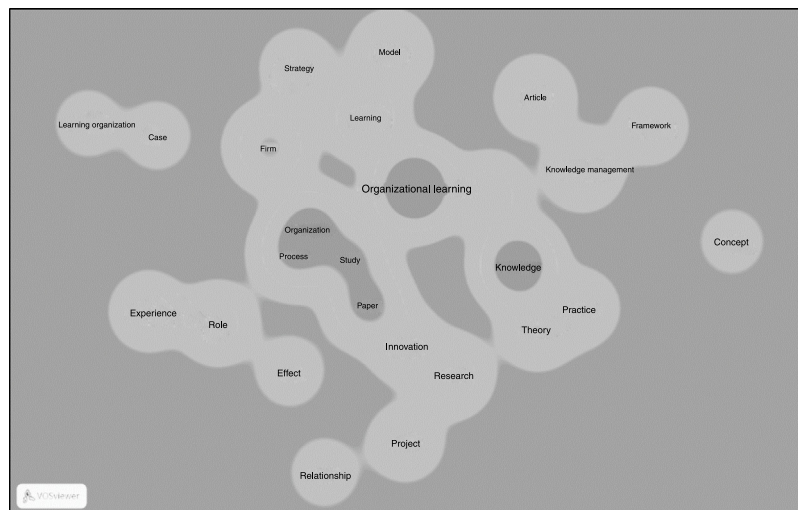 Model
Strategy
Article
Learning
Learning organization
Framework
Case
Firm
Knowledge management
Organizational learning
Organization
Concept
Process
Study
Knowledge
Paper
Practice
Experience
Role
Theory
Innovation
Effect
Research
Project
Relationship
VOSviewer